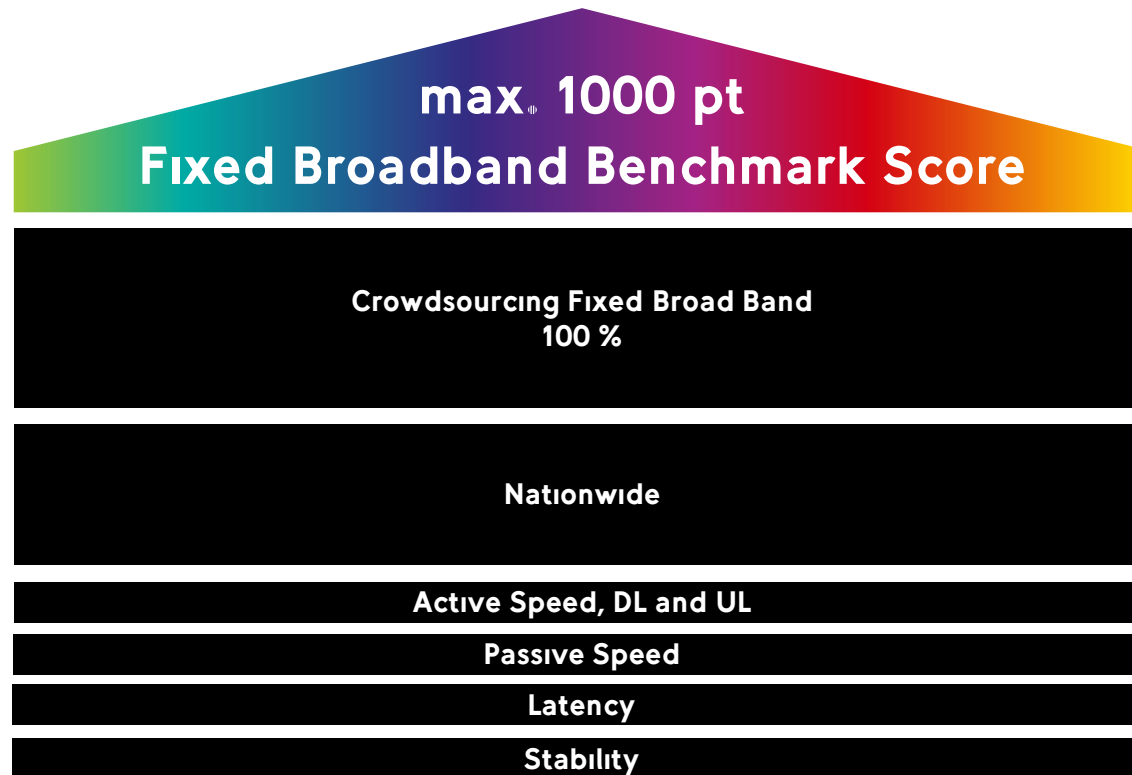 max. 1000 pt
Fixed Broadband Benchmark Score
Crowdsourcing Fixed Broad Band
100 %
Nationwide
Active Speed, DL and UL
Passive Speed
Latency
Stability